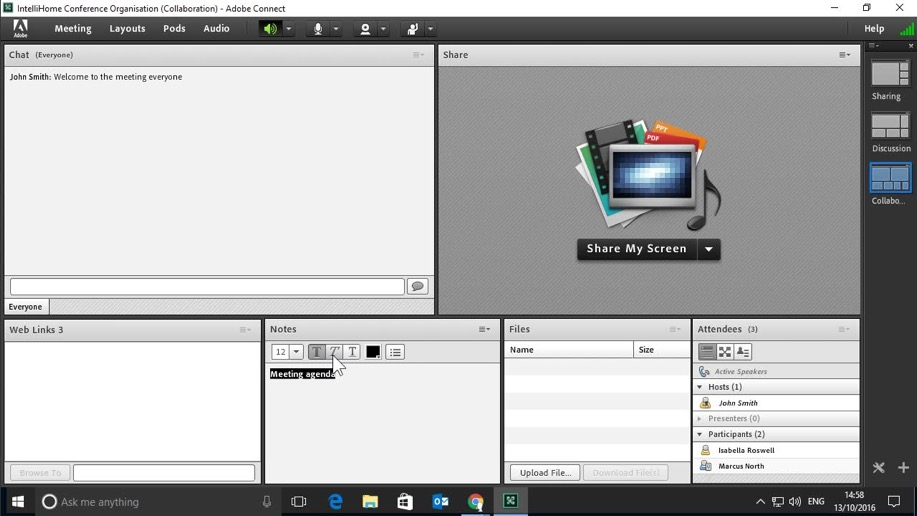 IntelliHome Conference Organisation (Collaboration) - Adobe Connect
Adobe
Meeting Layouts Pods Audio Help
Chat (Everyone)
John Smith: Welcome to the meeting everyone
Everyone
Share
PPT
PDF
Share My Screen
Sharing
Discussion
Collabo...
Web Links 3
Browse To
Notes
12 T T T
Meeting agenda
Files
Name Size
Upload File... Download File(s)
Attendees (3)
Active Speakers
Hosts (1)
John Smith
Presenters (0)
Participants (2)
Isabella Roswell
Marcus North
Ask me anything
ENG
14:58
13/10/2016